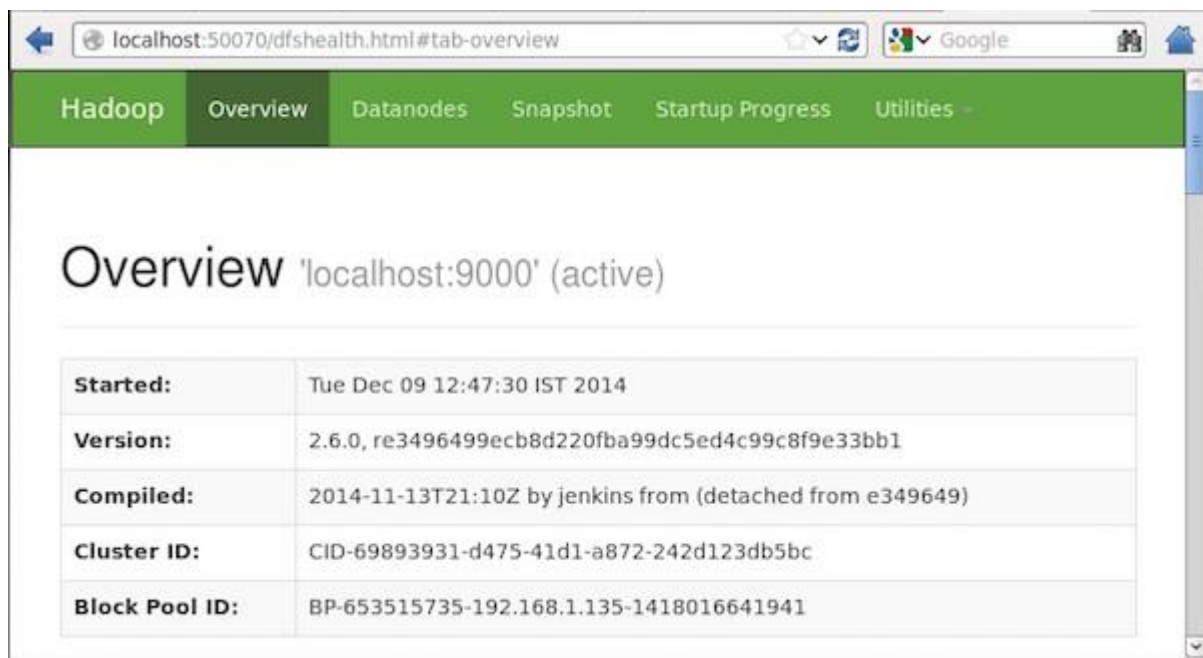 localhost:50070/dfshealth.html#tab-overview Google
Hadoop Overview Datanodes Snapshot Startup Progress Utilities
Overview 'localhost:9000' (active)
Started: Tue Dec 09 12:47:30 IST 2014
Version: 2.6.0, re3496499ecb8d220fba99dc5ed4c99c8f9e33bb1
Compiled: 2014-11-13T21:10Z by jenkins from (detached from e349649)
Cluster ID: CID-69893931-d475-41d1-a872-242d123db5bc
Block Pool ID: BP-653515735-192.168.1.135-1418016641941